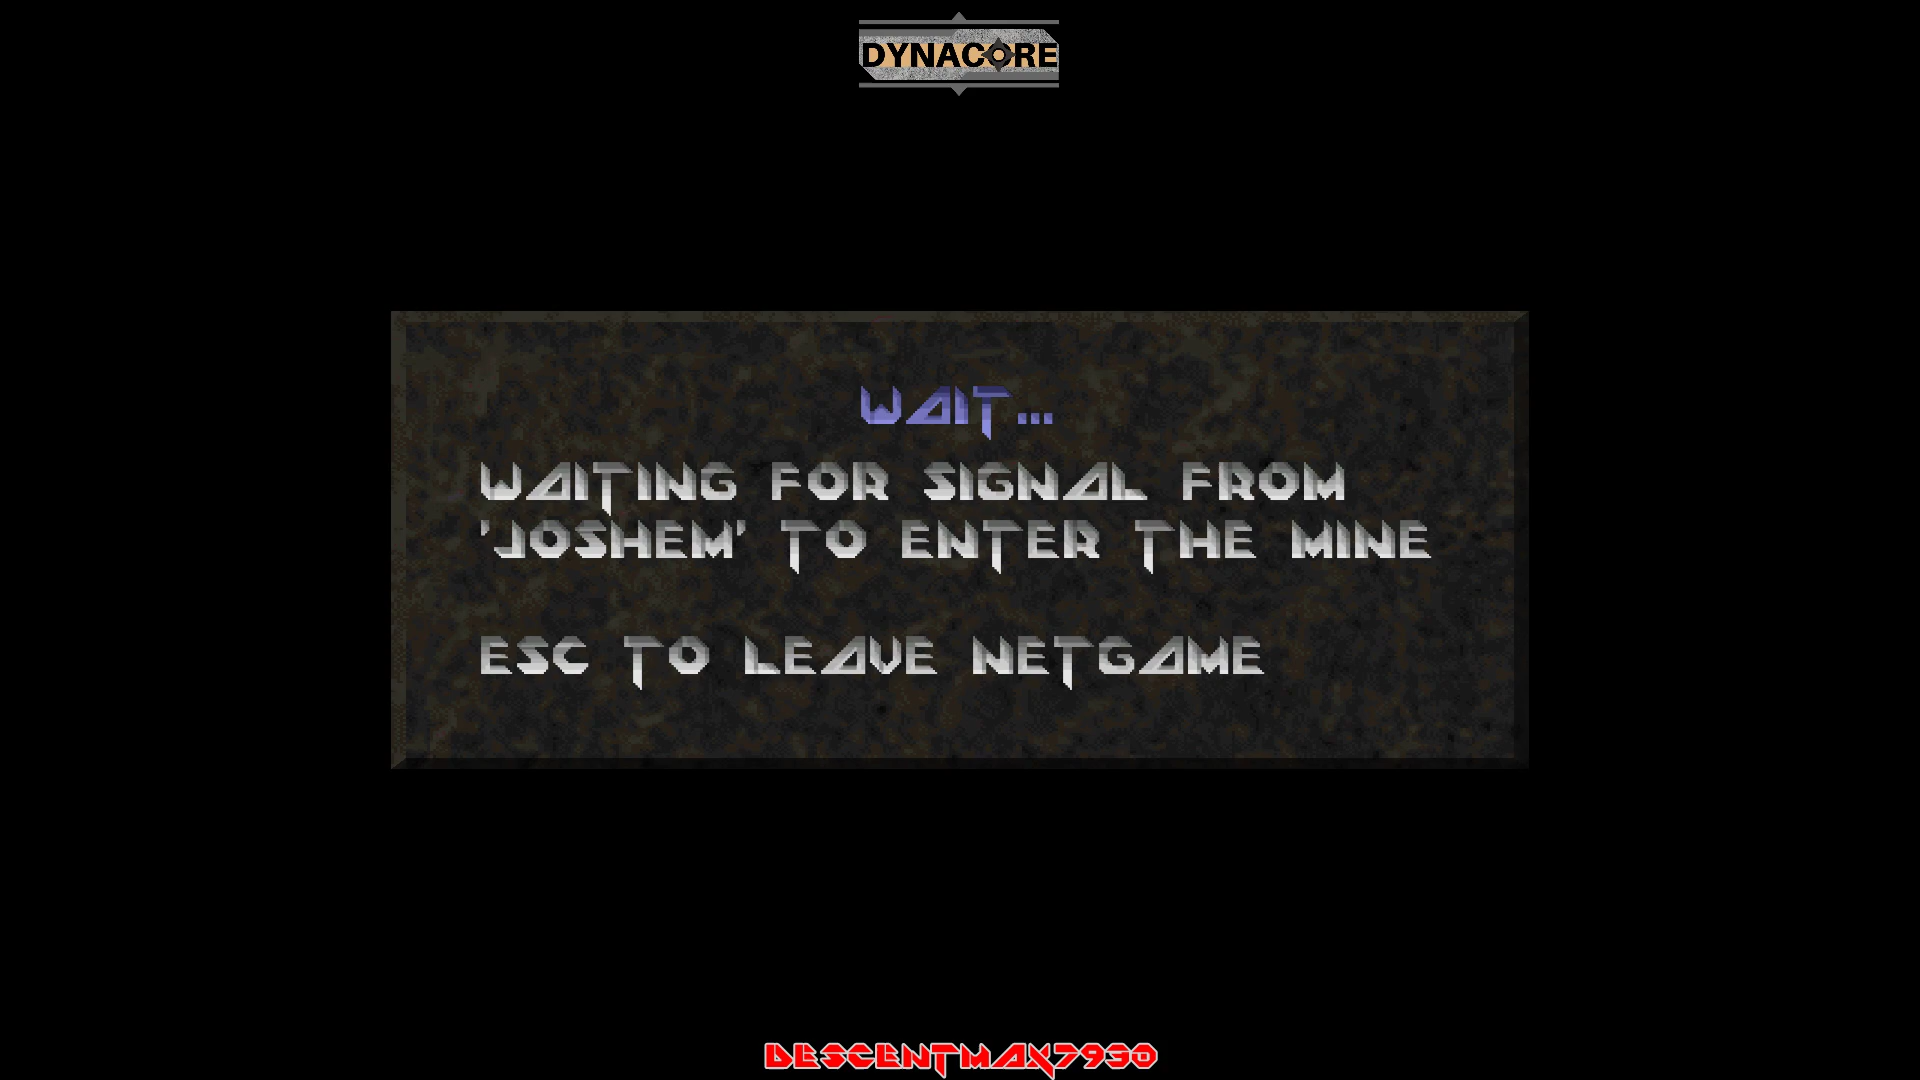 DYNACORE
WAIT...
WAITING FOR SIGNAL FROM
'JOSHEM' TO ENTER THE MINE
ESC TO LEAVE NETGAME
DESCENTMAX7930